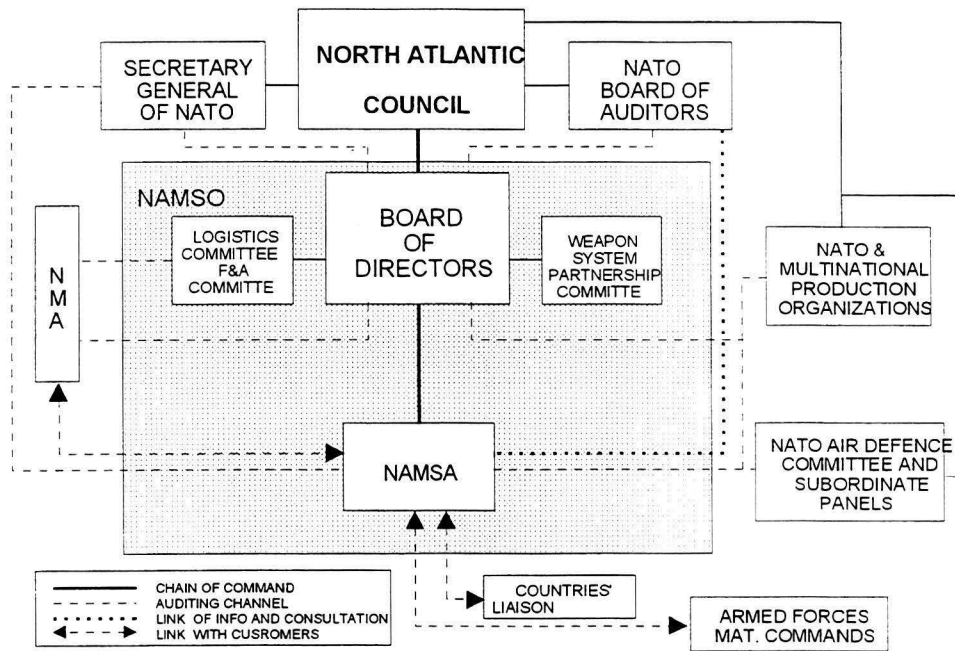 NORTH ATLANTIC
COUNCIL
SECRETARY
GENERAL
OF NATO
NATO
BOARD OF
AUDITORS
NAMSO
BOARD
OF
DIRECTORS
LOGISTICS
COMMITTEE
F&A
COMMITTE
WEAPON
SYSTEM
PARTNERSHIP
COMMITTEE
N
M
A
NATO &
MULTINATIONAL
PRODUCTION
ORGANIZATIONS
NAMSA
NATO AIR DEFENCE
COMMITTEE AND
SUBORDINATE
PANELS
CHAIN OF COMMAND
AUDITING CHANNEL
LINK OF INFO AND CONSULTATION
LINK WITH CUSROMERS
COUNTRIES'
LIAISON
ARMED FORCES
MAT. COMMANDS